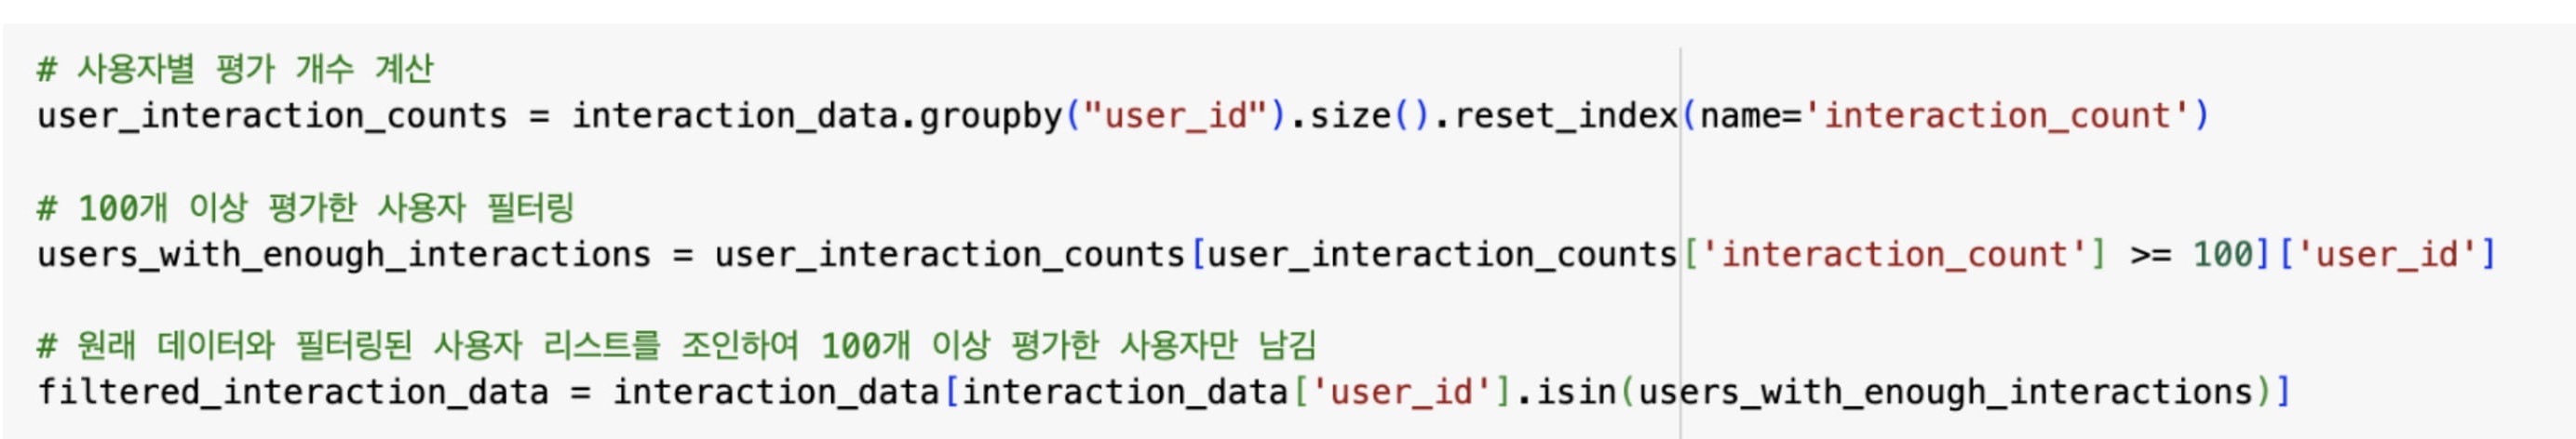 # 사용자별 평가 개수 계산
user_interaction_counts = interaction_data.groupby("user_id").size().reset_index(name='interaction_count')
# 100개 이상 평가한 사용자 필터링
users_with_enough_interactions = user_interaction_counts[user_interaction_counts['interaction_count'] >= 100]['user_id']
# 원래 데이터와 필터링된 사용자 리스트를 조인하여 100개 이상 평가한 사용자만 남김
filtered_interaction_data = interaction_data[interaction_data['user_id'].isin(users_with_enough_interactions)]